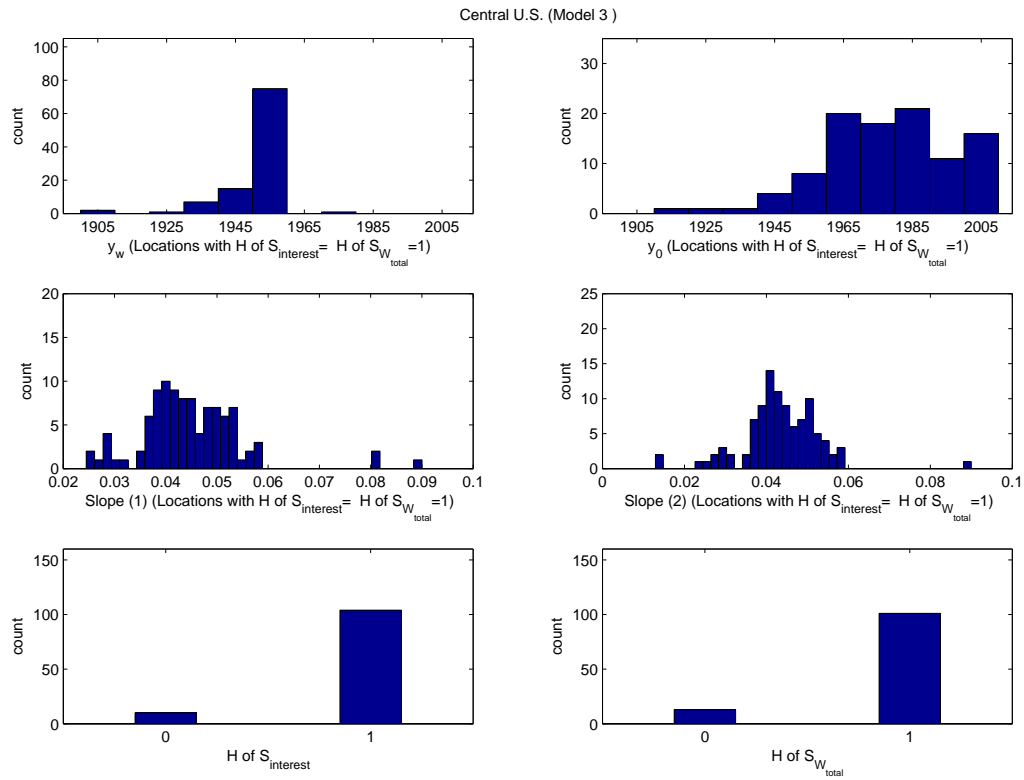 Central U.S. (Model 3 )
100
80
60
40
20
0
count
1905 1925 1945 1965 1985 2005
y_w (Locations with H of S_interest= H of S_W_total =1)
30
20
10
0
count
1905 1925 1945 1965 1985 2005
y_0 (Locations with H of S_interest= H of S_W_total =1)
20
15
10
5
0
count
0.02 0.03 0.04 0.05 0.06 0.07 0.08 0.09 0.1
Slope (1) (Locations with H of S_interest= H of S_W_total =1)
25
20
15
10
5
0
count
0 0.02 0.04 0.06 0.08 0.1
Slope (2) (Locations with H of S_interest= H of S_W_total =1)
150
100
50
0
count
0 1
H of S_interest
150
100
50
0
count
0 1
H of S_W_total